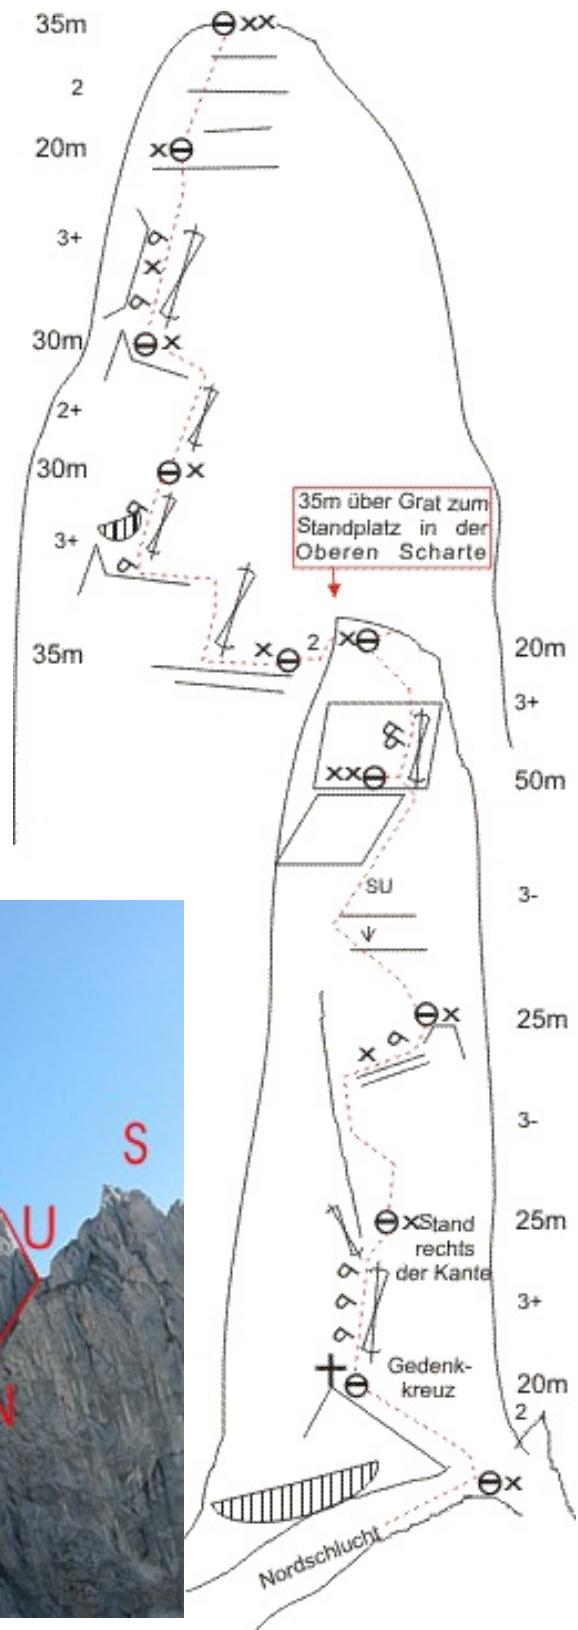 35m
2
20m
3+
30m
2+
30m
3+
35m
35m über Grat zum
Standplatz in der
Oberen Scharte
2
20m
3+
50m
SU
3-
25m
3-
25m
Stand
rechts
der Kante
3+
Gedenk-
kreuz
20m
2
Nordschlucht
S
U
N